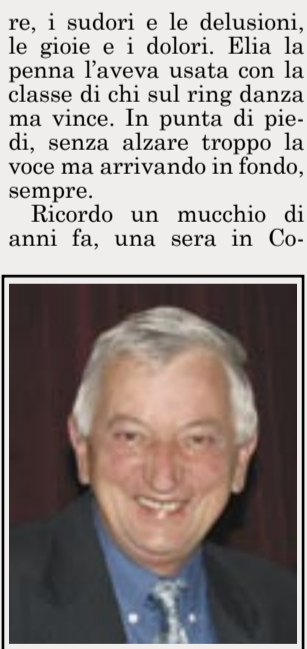 re, i sudori e le delusioni,
le gioie e i dolori. Elia la
penna l'aveva usata con la
classe di chi sul ring danza
ma vince. In punta di pie-
di, senza alzare troppo la
voce ma arrivando in fondo,
sempre.
Ricordo un mucchio di
anni fa, una sera in Co-